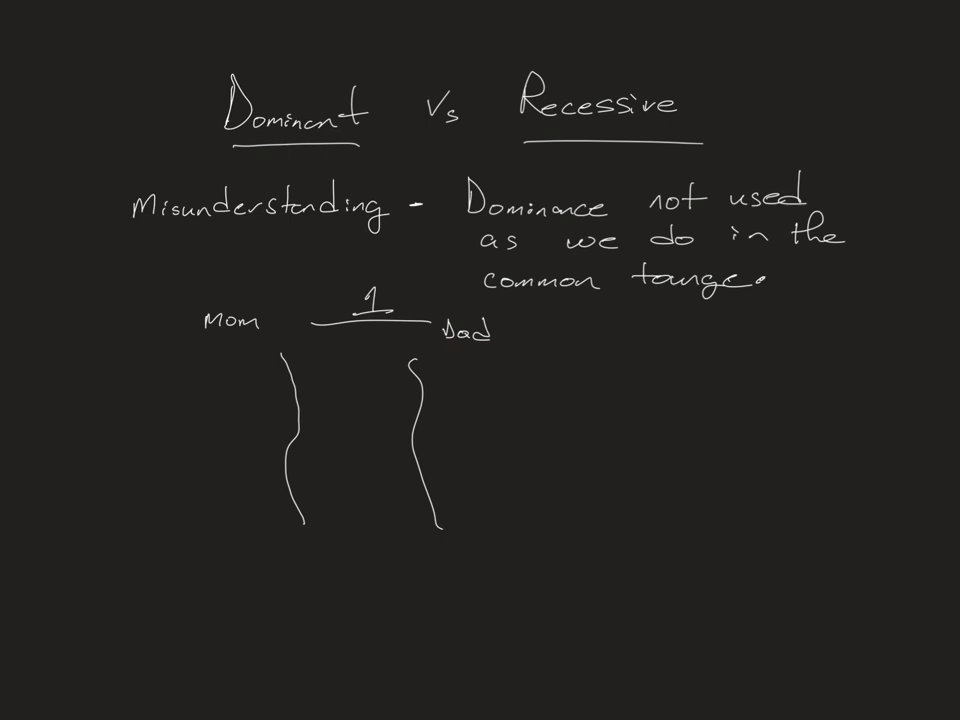 Dominant Vs Recessive
Misunderstanding - Dominance not used
as we do in the
common tounge.
1
Mom Dad